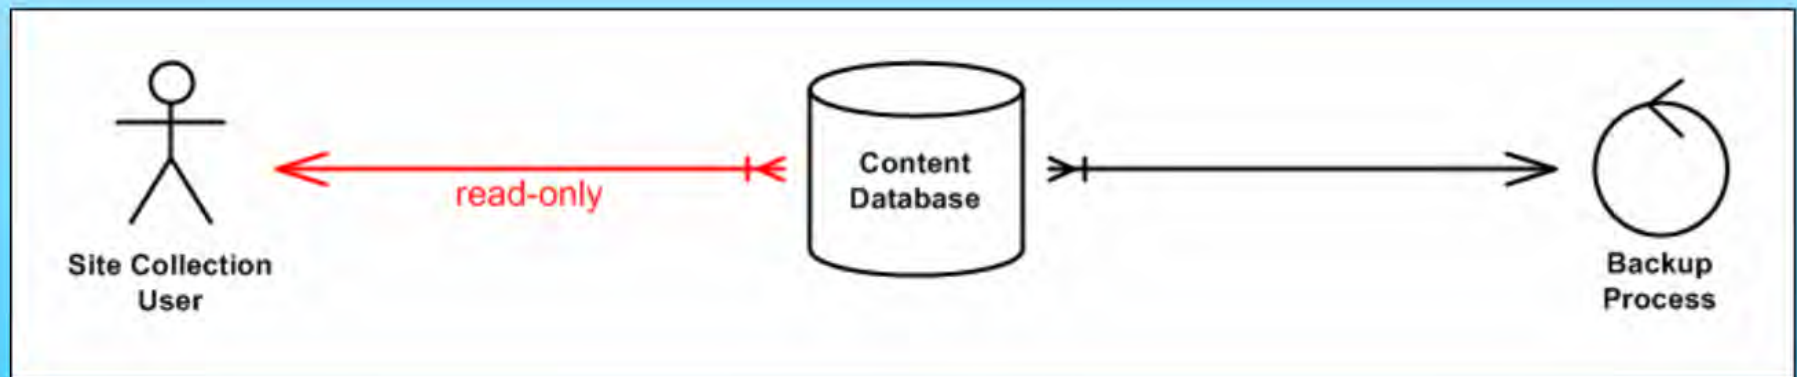 Site Collection
User
read-only
Content
Database
Backup
Process